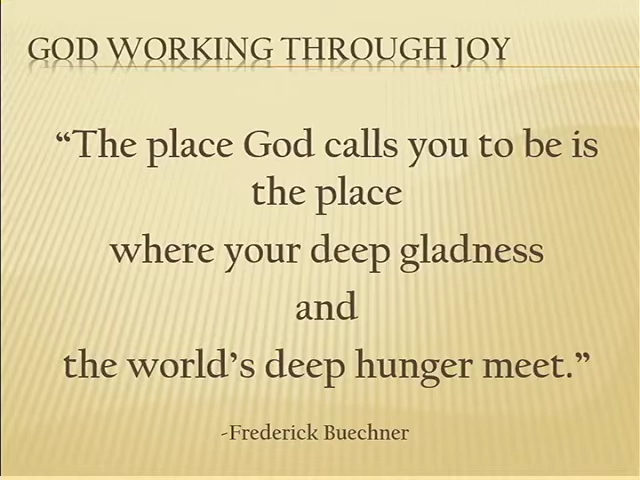 GOD WORKING THROUGH JOY
“The place God calls you to be is
the place
where your deep gladness
and
the world’s deep hunger meet.”
-Frederick Buechner